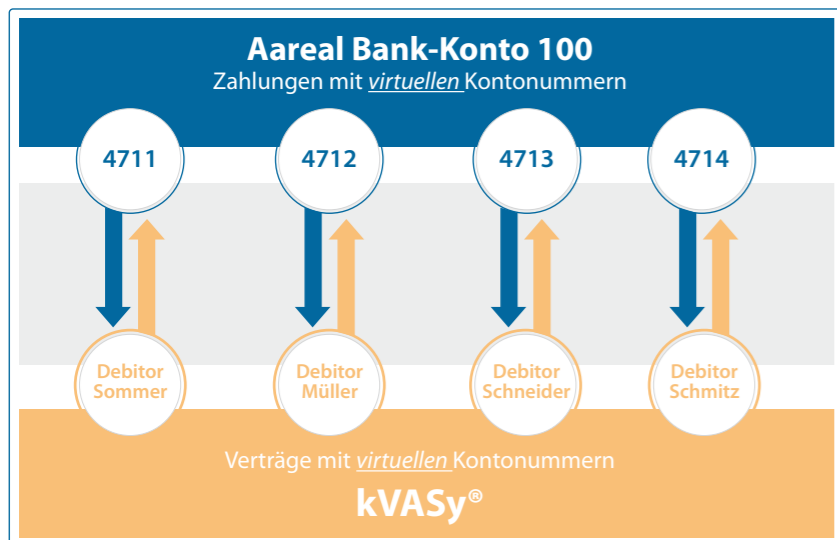 Aareal Bank-Konto 100
Zahlungen mit virtuellen Kontonummern
4711
4712
4713
4714
Debitor
Sommer
Debitor
Müller
Debitor
Schneider
Debitor
Schmitz
Verträge mit virtuellen Kontonummern
kVASy®